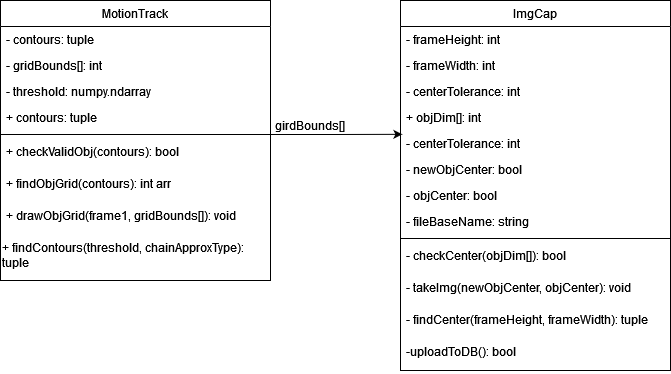 MotionTrack
- contours: tuple
- gridBounds[]: int
- threshold: numpy.ndarray
+ contours: tuple
+ checkValidObj(contours): bool
+ findObjGrid(contours): int arr
+ drawObjGrid(frame1, gridBounds[]): void
+ findContours(threshold, chainApproxType):
tuple
girdBounds[]
ImgCap
- frameHeight: int
- frameWidth: int
- centerTolerance: int
+ objDim[]: int
- centerTolerance: int
- newObjCenter: bool
- objCenter: bool
- fileBaseName: string
- checkCenter(objDim[]): bool
- takeImg(newObjCenter, objCenter): void
- findCenter(frameHeight, frameWidth): tuple
-uploadToDB(): bool